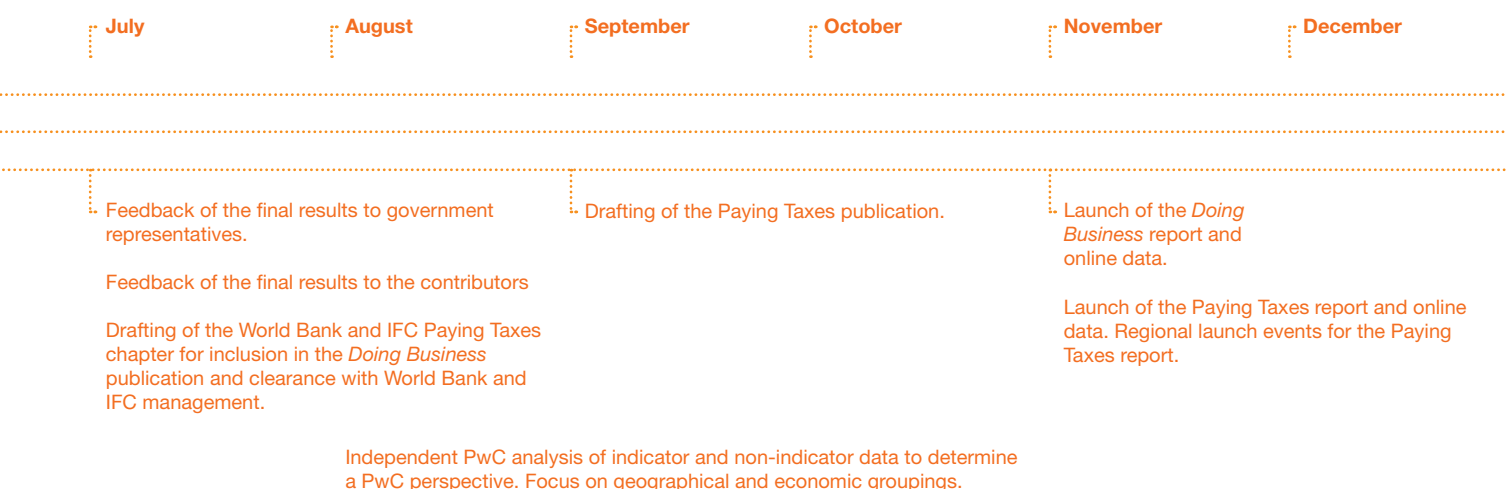 July
August
September
October
November
December
Feedback of the final results to government
representatives.
Feedback of the final results to the contributors
Drafting of the World Bank and IFC Paying Taxes
chapter for inclusion in the Doing Business
publication and clearance with World Bank and
IFC management.
Drafting of the Paying Taxes publication.
Launch of the Doing
Business report and
online data.
Launch of the Paying Taxes report and online
data. Regional launch events for the Paying
Taxes report.
Independent PwC analysis of indicator and non-indicator data to determine
a PwC perspective. Focus on geographical and economic groupings.